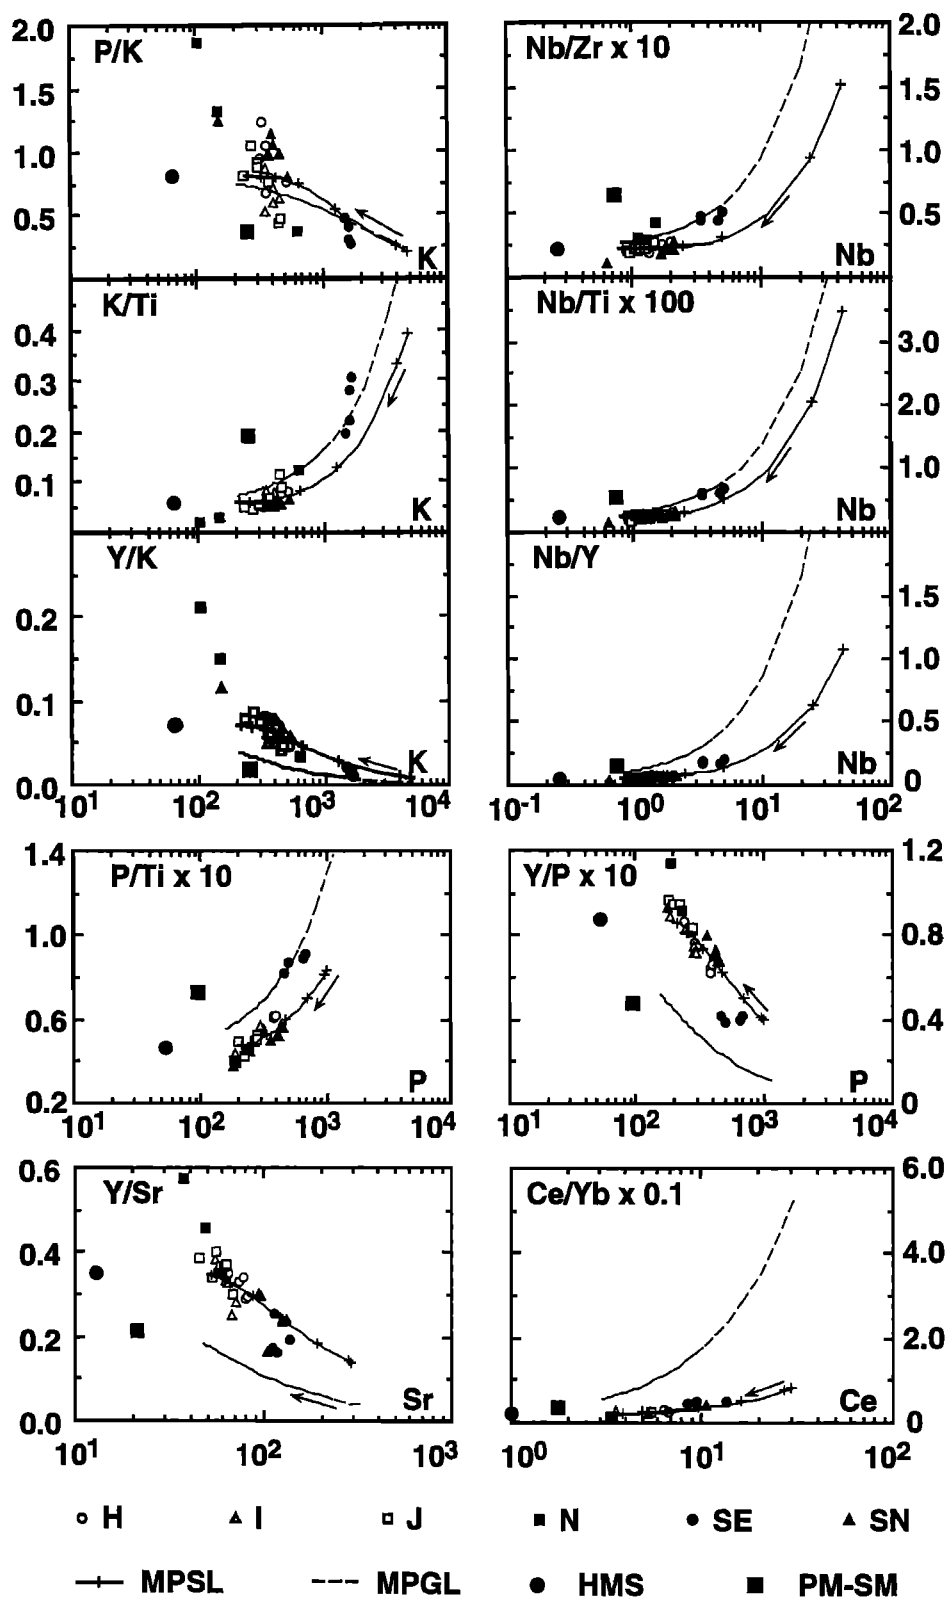 2.0
P/K
1.5
1.0
0.5
K
Nb/Zr x 10
2.0
1.5
1.0
0.5
0
Nb
K/Ti
0.4
0.3
0.2
0.1
K
Nb/Ti x 100
3.0
2.0
1.0
0
Nb
Y/K
0.2
0.1
0.0
K
10¹ 10² 10³ 10⁴
Nb/Y
1.5
1.0
0.5
0
Nb
10⁻¹ 10⁰ 10¹ 10²
1.4
P/Ti x 10
1.0
0.6
0.2
P
10¹ 10² 10³ 10⁴
Y/P x 10
1.2
0.8
0.4
0
P
10¹ 10² 10³ 10⁴
0.6
Y/Sr
0.4
0.2
0.0
Sr
10¹ 10² 10³
Ce/Yb x 0.1
6.0
4.0
2.0
0
Ce
10⁰ 10¹ 10²
H I J N SE SN
MPSL MPGL HMS PM-SM